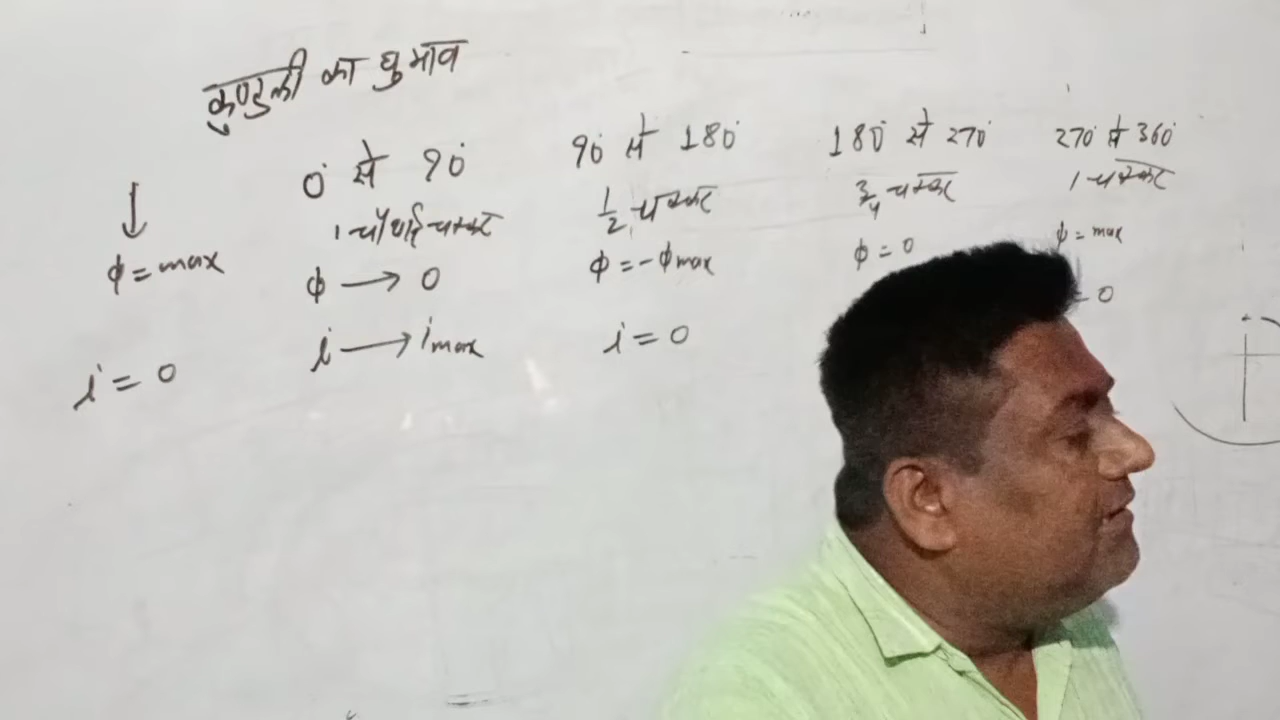 कुण्डली का घुमाव
0° से 90° 90° से 180° 180° से 270° 270° से 360°
↓ 1 चौथाई चक्कर 1/2 चक्कर 3/4 चक्कर 1 चक्कर
ϕ = max ϕ → 0 ϕ = -ϕmax ϕ = 0 ϕ = max
i = 0 i → imax i = 0 = 0